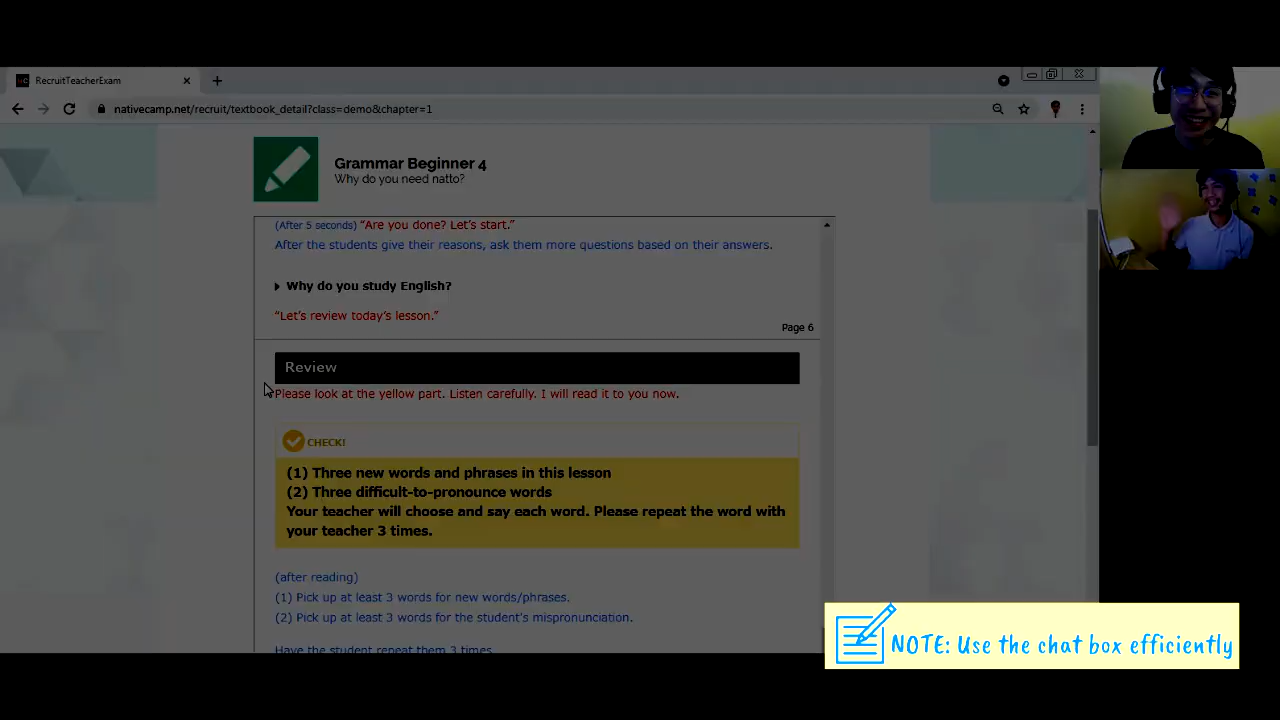 RecruitTeacherExam
nativecamp.net/recruit/textbook_detail?class=demo&chapter=1
Grammar Beginner 4
Why do you need natto?
(After 5 seconds) “Are you done? Let’s start.”
After the students give their reasons, ask them more questions based on their answers.
Why do you study English?
“Let’s review today’s lesson.”
Page 6
Review
Please look at the yellow part. Listen carefully. I will read it to you now.
CHECK!
(1) Three new words and phrases in this lesson
(2) Three difficult-to-pronounce words
Your teacher will choose and say each word. Please repeat the word with
your teacher 3 times.
(after reading)
(1) Pick up at least 3 words for new words/phrases.
(2) Pick up at least 3 words for the student’s mispronunciation.
Have the student repeat them 3 times
NOTE: Use the chat box efficiently